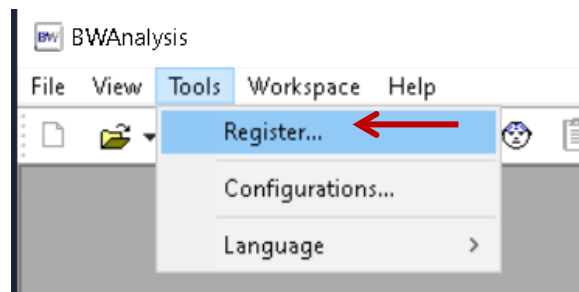 BW BWAnalysis
File View Tools Workspace Help
Register...
Configurations...
Language